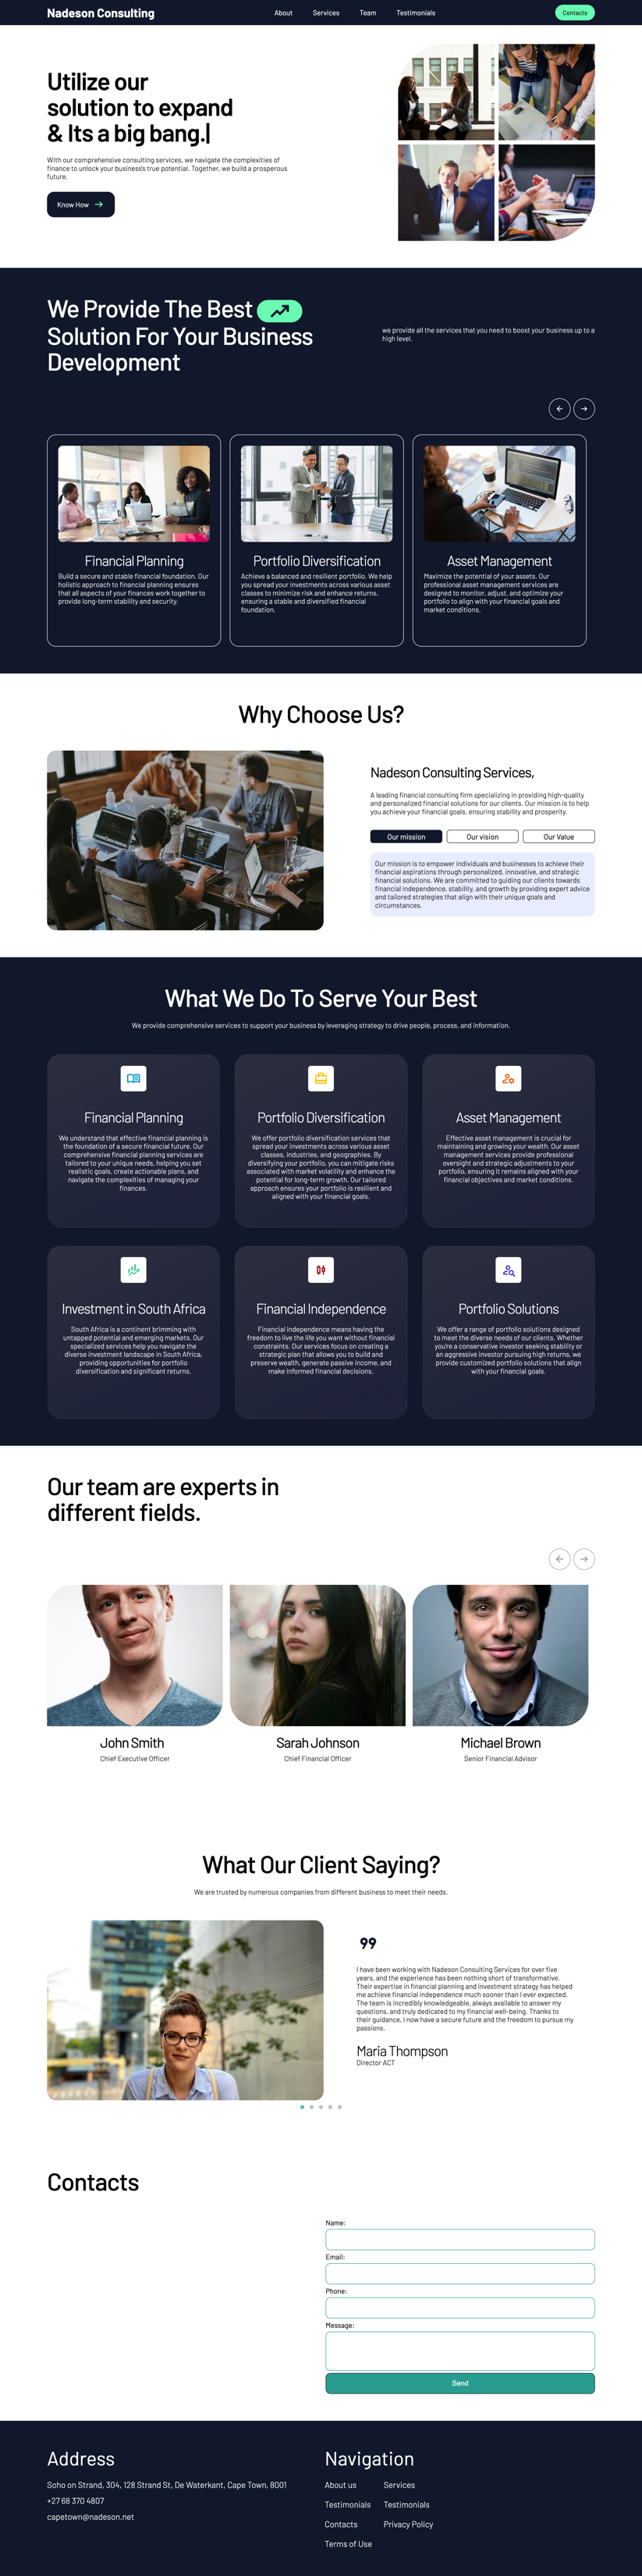 Nadeson Consulting
About
Services
Team
Testimonials
Contacts
Utilize our
solution to expand
& Its a big bang.|
With our comprehensive consulting services, we navigate the complexities of
finance to unlock your business's true potential. Together, we build a prosperous
future.
Know How
We Provide The Best
Solution For Your Business
Development
we provide all the services that you need to boost your business up to a
high level.
Financial Planning
Build a secure and stable financial foundation. Our
holistic approach to financial planning ensures
that all aspects of your finances work together to
provide long-term stability and security.
Portfolio Diversification
Achieve a balanced and resilient portfolio. We help
you spread your investments across various asset
classes to minimize risk and enhance returns,
ensuring a stable and diversified financial
foundation.
Asset Management
Maximize the potential of your assets. Our
professional asset management services are
designed to monitor, adjust, and optimize your
portfolio to align with your financial goals and
market conditions.
Why Choose Us?
Nadeson Consulting Services,
A leading financial consulting firm specializing in providing high-quality
and personalized financial solutions for our clients. Our mission is to help
you achieve your financial goals, ensuring stability and prosperity.
Our mission
Our vision
Our Value
Our mission is to empower individuals and businesses to achieve their
financial aspirations through personalized, innovative, and strategic
financial solutions. We are committed to guiding our clients towards
financial independence, stability, and growth by providing expert advice
and tailored strategies that align with their unique goals and
circumstances.
What We Do To Serve Your Best
We provide comprehensive services to support your business by leveraging strategy to drive people, process, and information.
Financial Planning
We understand that effective financial planning is
the foundation of a secure financial future. Our
comprehensive financial planning services are
tailored to your unique needs, helping you set
realistic goals, create actionable plans, and
navigate the complexities of managing your
finances.
Portfolio Diversification
We offer portfolio diversification services that
spread your investments across various asset
classes, industries, and geographies. By
diversifying your portfolio, you can mitigate risks
associated with market volatility and enhance the
potential for long-term growth. Our tailored
approach ensures your portfolio is resilient and
aligned with your financial goals.
Asset Management
Effective asset management is crucial for
maintaining and growing your wealth. Our asset
management services provide professional
oversight and strategic adjustments to your
portfolio, ensuring it remains aligned with your
financial objectives and market conditions.
Investment in South Africa
South Africa is a continent brimming with
untapped potential and emerging markets. Our
specialized services help you navigate the
diverse investment landscape in South Africa,
providing opportunities for portfolio
diversification and significant returns.
Financial Independence
Financial independence means having the
freedom to live the life you want without financial
constraints. Our services focus on creating a
strategic plan that allows you to build and
preserve wealth, generate passive income, and
make informed financial decisions.
Portfolio Solutions
We offer a range of portfolio solutions designed
to meet the diverse needs of our clients. Whether
you're a conservative investor seeking stability or
an aggressive investor pursuing high returns, we
provide customized portfolio solutions that align
with your financial goals.
Our team are experts in
different fields.
John Smith
Chief Executive Officer
Sarah Johnson
Chief Financial Officer
Michael Brown
Senior Financial Advisor
What Our Client Saying?
We are trusted by numerous companies from different business to meet their needs.
I have been working with Nadeson Consulting Services for over five
years, and the experience has been nothing short of transformative.
Their expertise in financial planning and investment strategy has helped
me achieve financial independence much sooner than I ever expected.
The team is incredibly knowledgeable, always available to answer my
questions, and truly dedicated to my financial well-being. Thanks to
their guidance, I now have a secure future and the freedom to pursue my
passions.
Maria Thompson
Director ACT
Contacts
Name:
Email:
Phone:
Message:
Send
Address
Soho on Strand, 304, 128 Strand St, De Waterkant, Cape Town, 8001
+27 68 370 4807
capetown@nadeson.net
Navigation
About us
Services
Testimonials
Testimonials
Contacts
Privacy Policy
Terms of Use